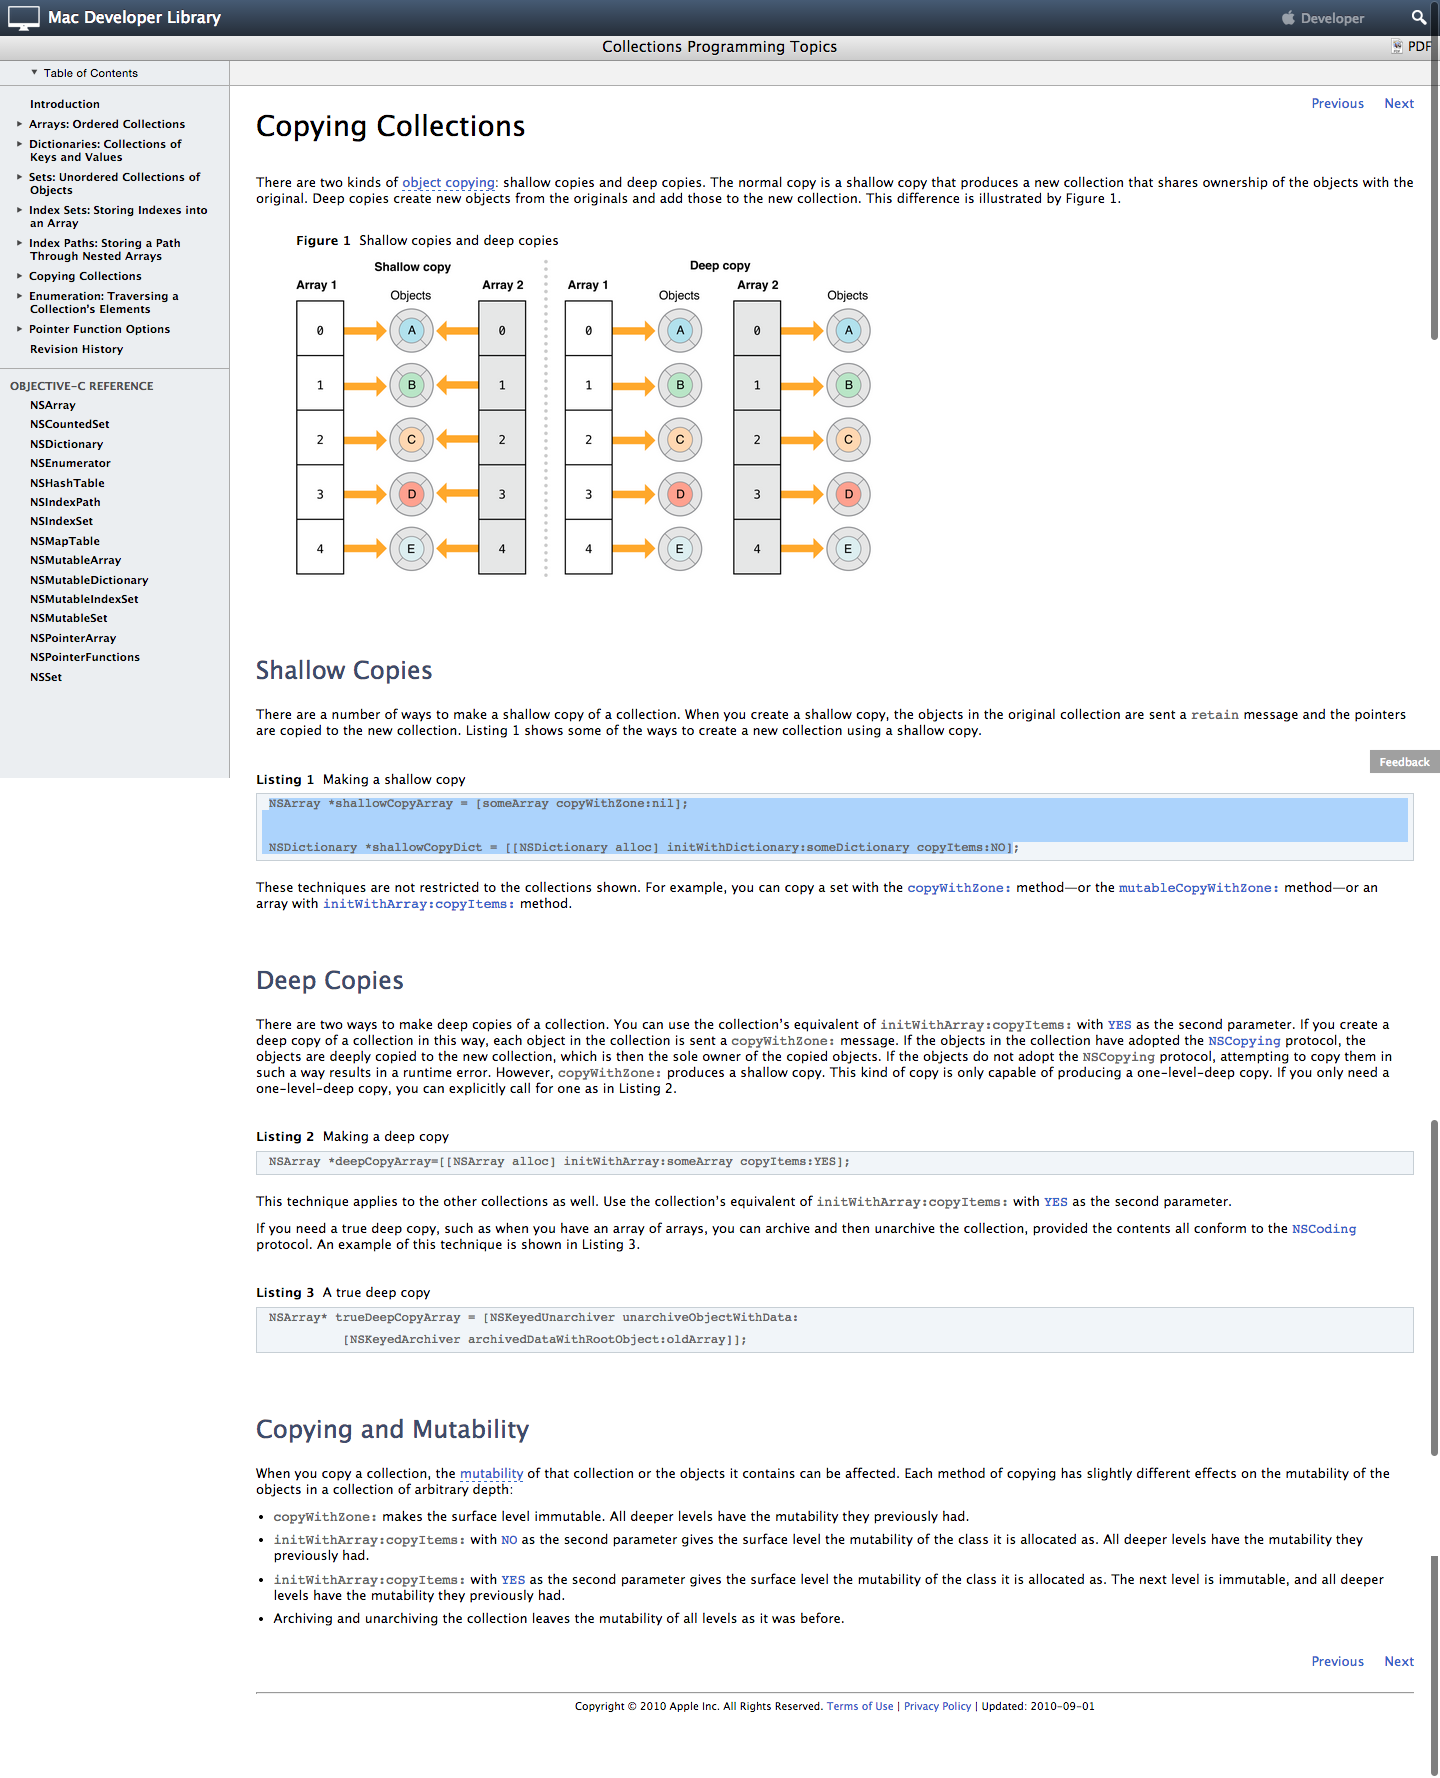 Mac Developer Library
Developer
Collections Programming Topics
PDF
Table of Contents
Introduction
Arrays: Ordered Collections
Dictionaries: Collections of
Keys and Values
Sets: Unordered Collections of
Objects
Index Sets: Storing Indexes into
an Array
Index Paths: Storing a Path
Through Nested Arrays
Copying Collections
Enumeration: Traversing a
Collection's Elements
Pointer Function Options
Revision History
OBJECTIVE-C REFERENCE
NSArray
NSCountedSet
NSDictionary
NSEnumerator
NSHashTable
NSIndexPath
NSIndexSet
NSMapTable
NSMutableArray
NSMutableDictionary
NSMutableIndexSet
NSMutableSet
NSPointerArray
NSPointerFunctions
NSSet
Previous Next
Copying Collections
There are two kinds of object copying: shallow copies and deep copies. The normal copy is a shallow copy that produces a new collection that shares ownership of the objects with the
original. Deep copies create new objects from the originals and add those to the new collection. This difference is illustrated by Figure 1.
Figure 1 Shallow copies and deep copies
Shallow copy Deep copy
Array 1 Objects Array 2 Array 1 Objects Array 2 Objects
0 A 0 0 A 0 A
1 B 1 1 B 1 B
2 C 2 2 C 2 C
3 D 3 3 D 3 D
4 E 4 4 E 4 E
Shallow Copies
There are a number of ways to make a shallow copy of a collection. When you create a shallow copy, the objects in the original collection are sent a retain message and the pointers
are copied to the new collection. Listing 1 shows some of the ways to create a new collection using a shallow copy.
Feedback
Listing 1 Making a shallow copy
NSArray *shallowCopyArray = [someArray copyWithZone:nil];
NSDictionary *shallowCopyDict = [[NSDictionary alloc] initWithDictionary:someDictionary copyItems:NO];
These techniques are not restricted to the collections shown. For example, you can copy a set with the copyWithZone: method—or the mutableCopyWithZone: method—or an
array with initWithArray:copyItems: method.
Deep Copies
There are two ways to make deep copies of a collection. You can use the collection's equivalent of initWithArray:copyItems: with YES as the second parameter. If you create a
deep copy of a collection in this way, each object in the collection is sent a copyWithZone: message. If the objects in the collection have adopted the NSCopying protocol, the
objects are deeply copied to the new collection, which is then the sole owner of the copied objects. If the objects do not adopt the NSCopying protocol, attempting to copy them in
such a way results in a runtime error. However, copyWithZone: produces a shallow copy. This kind of copy is only capable of producing a one-level-deep copy. If you only need a
one-level-deep copy, you can explicitly call for one as in Listing 2.
Listing 2 Making a deep copy
NSArray *deepCopyArray=[[NSArray alloc] initWithArray:someArray copyItems:YES];
This technique applies to the other collections as well. Use the collection's equivalent of initWithArray:copyItems: with YES as the second parameter.
If you need a true deep copy, such as when you have an array of arrays, you can archive and then unarchive the collection, provided the contents all conform to the NSCoding
protocol. An example of this technique is shown in Listing 3.
Listing 3 A true deep copy
NSArray* trueDeepCopyArray = [NSKeyedUnarchiver unarchiveObjectWithData:
[NSKeyedArchiver archivedDataWithRootObject:oldArray]];
Copying and Mutability
When you copy a collection, the mutability of that collection or the objects it contains can be affected. Each method of copying has slightly different effects on the mutability of the
objects in a collection of arbitrary depth:
• copyWithZone: makes the surface level immutable. All deeper levels have the mutability they previously had.
• initWithArray:copyItems: with NO as the second parameter gives the surface level the mutability of the class it is allocated as. All deeper levels have the mutability they
previously had.
• initWithArray:copyItems: with YES as the second parameter gives the surface level the mutability of the class it is allocated as. The next level is immutable, and all deeper
levels have the mutability they previously had.
• Archiving and unarchiving the collection leaves the mutability of all levels as it was before.
Previous Next
Copyright © 2010 Apple Inc. All Rights Reserved. Terms of Use | Privacy Policy | Updated: 2010-09-01